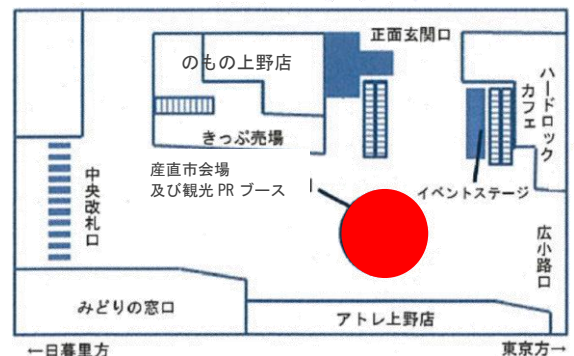 正面玄関口
のもの上野店
ハードロック
カフェ
きっぷ売場
産直市会場
及び観光 PR ブース
イベントステージ
中央改札口
広小路口
みどりの窓口
アトレ上野店
←日暮里方
東京方→